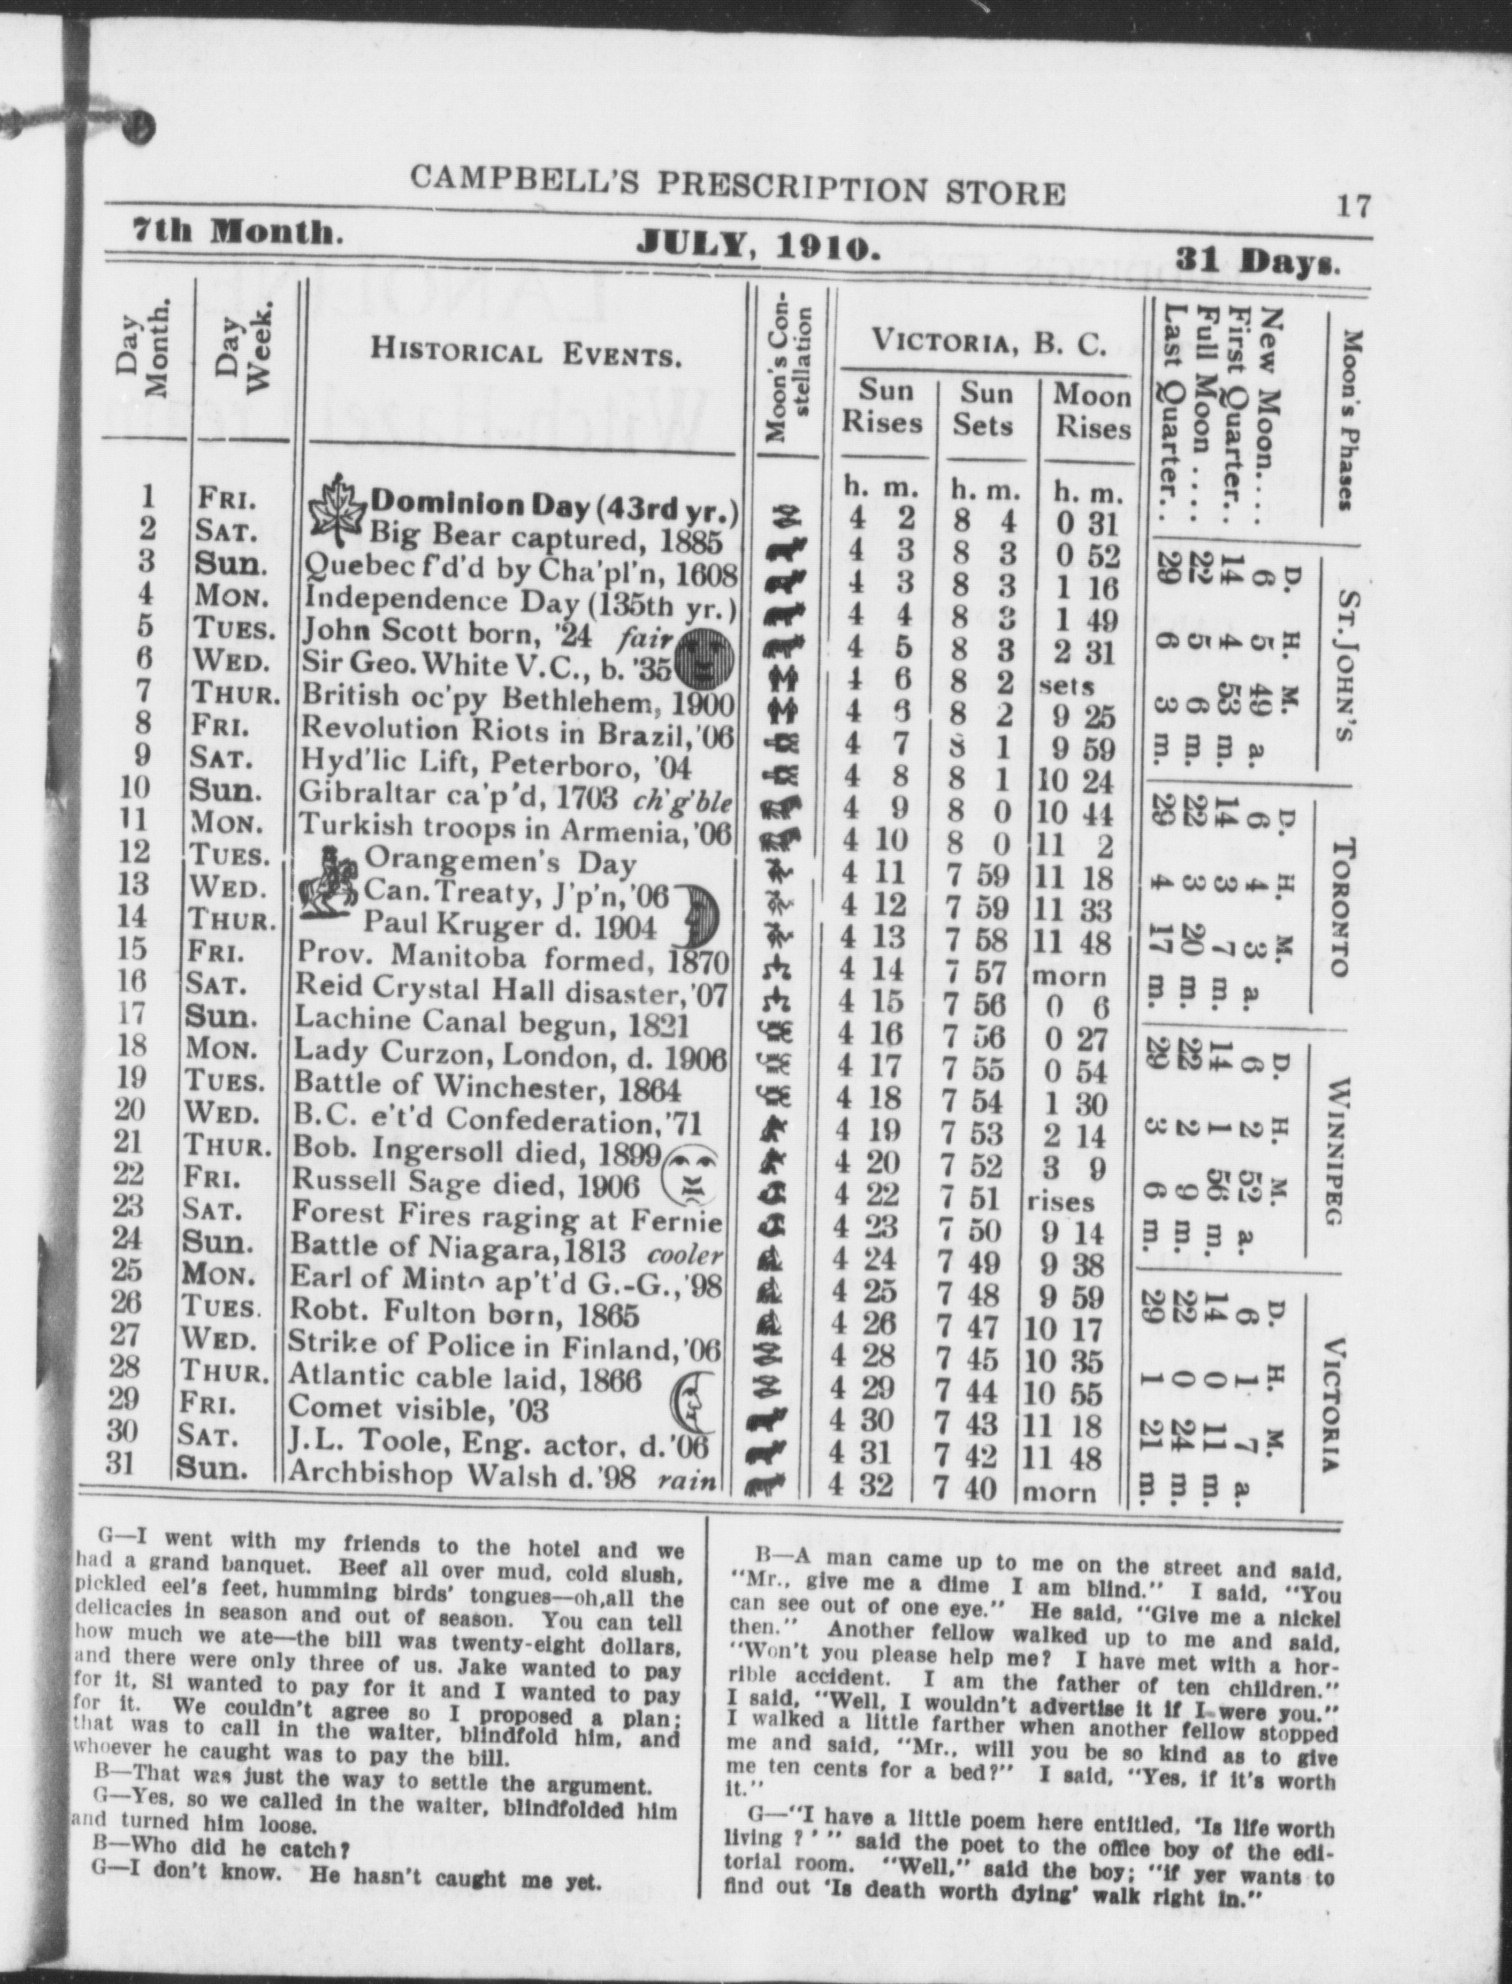 CAMPBELL'S PRESCRIPTION STORE 17
7th Month. JULY, 1910. 31 Days.
Day Month. Day Week. HISTORICAL EVENTS. Moon's Constellation VICTORIA, B. C.
Sun Rises Sun Sets Moon Rises
h. m. h. m. h. m.
1 FRI. Dominion Day (43rd yr.) 4 2 8 4 0 31
2 SAT. Big Bear captured, 1885 4 3 8 3 0 52
3 Sun. Quebec f'd'd by Cha'pl'n, 1608 4 3 8 3 1 16
4 MON. Independence Day (135th yr.) 4 4 8 3 1 49
5 TUES. John Scott born, '24 fair 4 5 8 3 2 31
6 WED. Sir Geo. White V.C., b. '35 4 6 8 2 sets
7 THUR. British oc'py Bethlehem, 1900 4 6 8 2 9 25
8 FRI. Revolution Riots in Brazil, '06 4 7 8 1 9 59
9 SAT. Hyd'lic Lift, Peterboro, '04 4 8 8 1 10 24
10 Sun. Gibraltar ca'p'd, 1703 ch'g'ble 4 9 8 0 10 44
11 MON. Turkish troops in Armenia, '06 4 10 8 0 11 2
12 TUES. Orangemen's Day 4 11 7 59 11 18
13 WED. Can. Treaty, J'p'n, '06 4 12 7 59 11 33
14 THUR. Paul Kruger d. 1904 4 13 7 58 11 48
15 FRI. Prov. Manitoba formed, 1870 4 14 7 57 morn
16 SAT. Reid Crystal Hall disaster, '07 4 15 7 56 0 6
17 Sun. Lachine Canal begun, 1821 4 16 7 56 0 27
18 MON. Lady Curzon, London, d. 1906 4 17 7 55 0 54
19 TUES. Battle of Winchester, 1864 4 18 7 54 1 30
20 WED. B.C. e't'd Confederation, '71 4 19 7 53 2 14
21 THUR. Bob. Ingersoll died, 1899 4 20 7 52 3 9
22 FRI. Russell Sage died, 1906 4 22 7 51 rises
23 SAT. Forest Fires raging at Fernie 4 23 7 50 9 14
24 Sun. Battle of Niagara, 1813 cooler 4 24 7 49 9 38
25 MON. Earl of Minto ap't'd G.-G., '98 4 25 7 48 9 59
26 TUES. Robt. Fulton born, 1865 4 26 7 47 10 17
27 WED. Strike of Police in Finland, '06 4 28 7 45 10 35
28 THUR. Atlantic cable laid, 1866 4 29 7 44 10 55
29 FRI. Comet visible, '03 4 30 7 43 11 18
30 SAT. J.L. Toole, Eng. actor, d. '06 4 31 7 42 11 48
31 Sun. Archbishop Walsh d. '98 rain 4 32 7 40 morn
Moon's Phases ST. JOHN'S TORONTO WINNIPEG VICTORIA
D. H. M. D. H. M. D. H. M. D. H. M.
New Moon.... 6 5 49 a. 6 4 3 a. 6 2 52 a. 6 1 7 a.
First Quarter.. 14 4 53 m. 14 3 7 m. 14 1 56 m. 14 0 11 m.
Full Moon .... 22 5 6 m. 22 3 20 m. 22 2 9 m. 22 0 24 m.
Last Quarter.. 29 6 3 m. 29 4 17 m. 29 3 6 m. 29 1 21 m.
G—I went with my friends to the hotel and we
had a grand banquet. Beef all over mud, cold slush,
pickled eel's feet, humming birds' tongues—oh, all the
delicacies in season and out of season. You can tell
how much we ate—the bill was twenty-eight dollars,
and there were only three of us. Jake wanted to pay
for it, Si wanted to pay for it and I wanted to pay
for it. We couldn't agree so I proposed a plan;
that was to call in the waiter, blindfold him, and
whoever he caught was to pay the bill.
B—That was just the way to settle the argument.
G—Yes, so we called in the waiter, blindfolded him
and turned him loose.
B—Who did he catch?
G—I don't know. He hasn't caught me yet.
B—A man came up to me on the street and said,
"Mr., give me a dime I am blind." I said, "You
can see out of one eye." He said, "Give me a nickel
then." Another fellow walked up to me and said,
"Won't you please help me? I have met with a hor-
rible accident. I am the father of ten children."
I said, "Well, I wouldn't advertise it if I were you."
I walked a little farther when another fellow stopped
me and said, "Mr., will you be so kind as to give
me ten cents for a bed?" I said, "Yes, if it's worth
it."
G—"I have a little poem here entitled, 'Is life worth
living?'" said the poet to the office boy of the edi-
torial room. "Well," said the boy; "if yer wants to
find out 'Is death worth dying' walk right in."